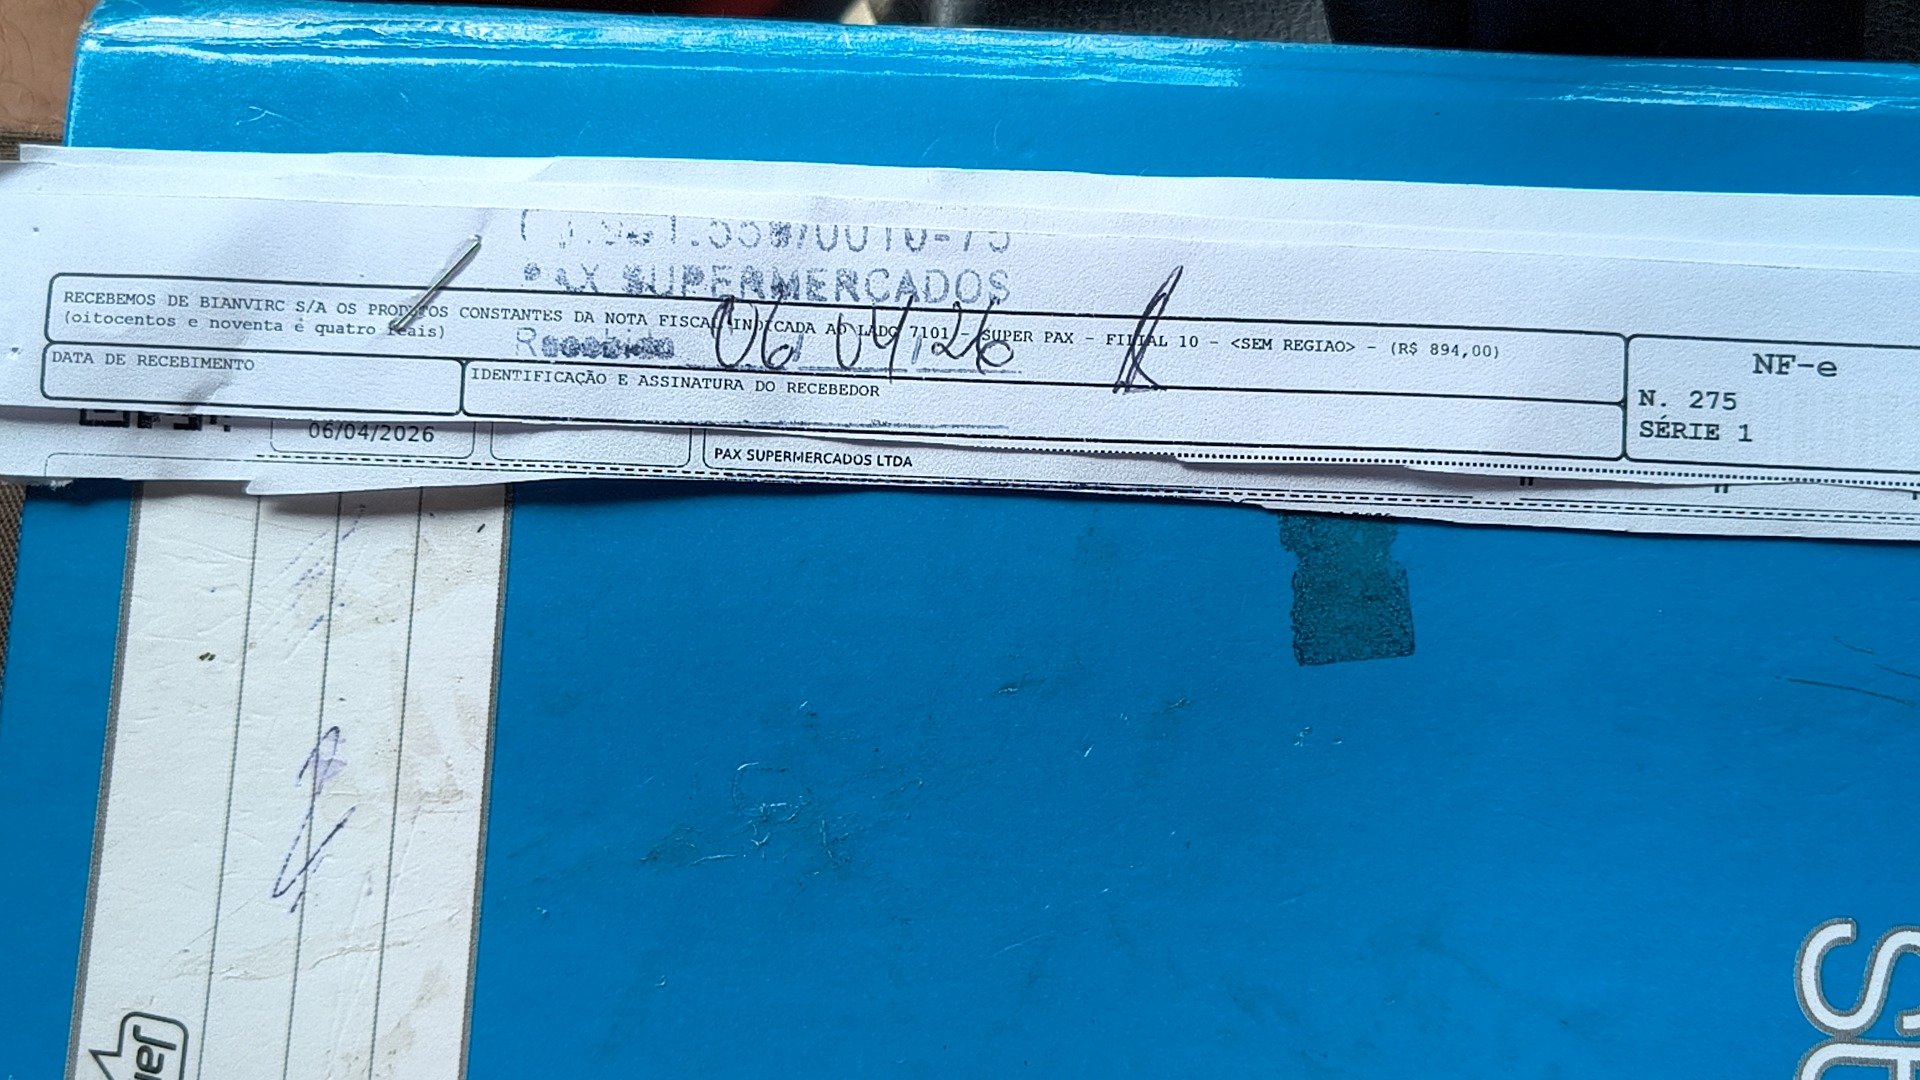 PAX SUPERMERCADOS
RECEBEMOS DE BIANVIRC S/A OS PRODUTOS CONSTANTES DA NOTA FISCAL INDICADA AO LADO 7101 - SUPER PAX - FILIAL 10 - <SEM REGIAO> - (R$ 894,00)
(oitocentos e noventa e quatro reais)
Recebido 06/04/26
DATA DE RECEBIMENTO
IDENTIFICAÇÃO E ASSINATURA DO RECEBEDOR
NF-e
N. 275
SÉRIE 1
06/04/2026
PAX SUPERMERCADOS LTDA